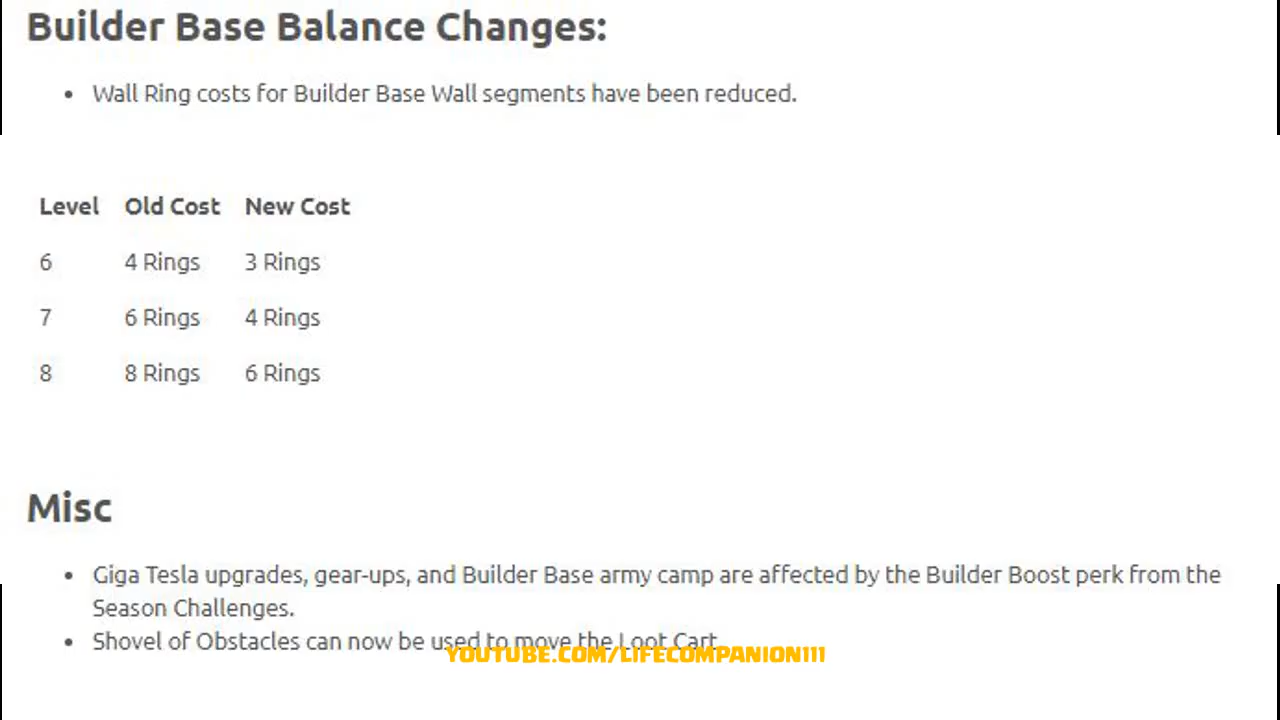 Builder Base Balance Changes:
• Wall Ring costs for Builder Base Wall segments have been reduced.
Level Old Cost New Cost
6 4 Rings 3 Rings
7 6 Rings 4 Rings
8 8 Rings 6 Rings
Misc
• Giga Tesla upgrades, gear-ups, and Builder Base army camp are affected by the Builder Boost perk from the
Season Challenges.
• Shovel of Obstacles can now be used to move the Loot Cart
YOUTUBE.COM/LIFECOMPANION111